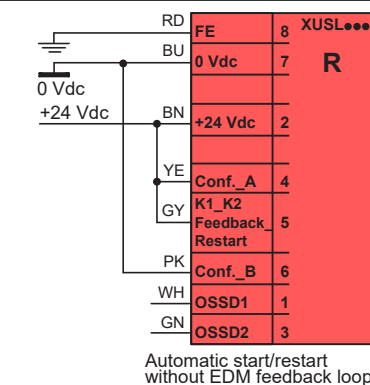 RD FE 8 XUSL●●●
BU 0 Vdc 7 R
0 Vdc
+24 Vdc BN +24 Vdc 2
YE Conf._A 4
GY K1_K2
Feedback_ 5
Restart
PK Conf._B 6
WH OSSD1 1
GN OSSD2 3
Automatic start/restart
without EDM feedback loop